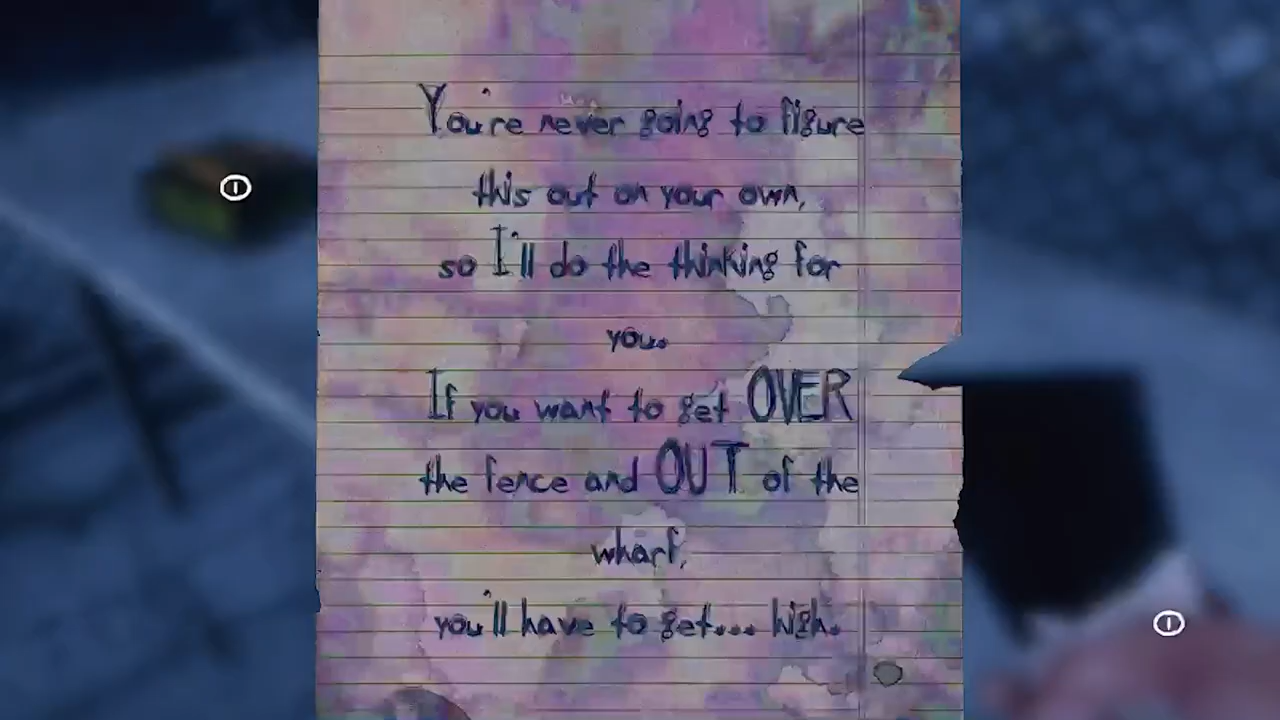 You're never going to figure
this out on your own,
so I'll do the thinking for
you.
If you want to get OVER
the fence and OUT of the
wharf,
you'll have to get... high.